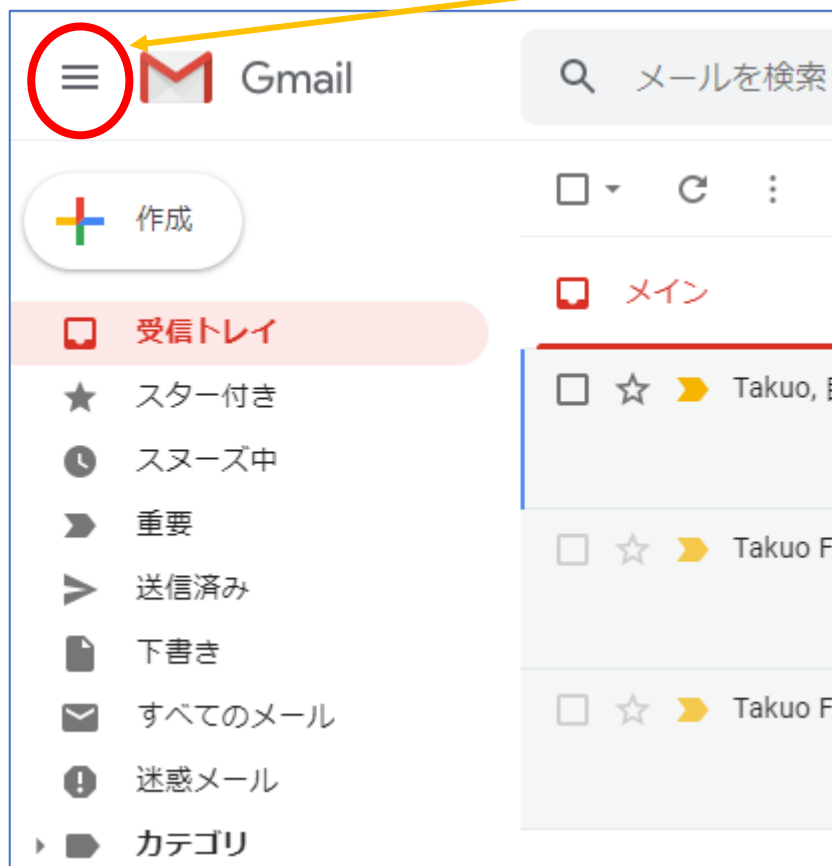 Gmail
メールを検索
作成
メイン
受信トレイ
スター付き
Takuo,
スヌーズ中
重要
Takuo F
送信済み
下書き
すべてのメール
Takuo F
迷惑メール
カテゴリ